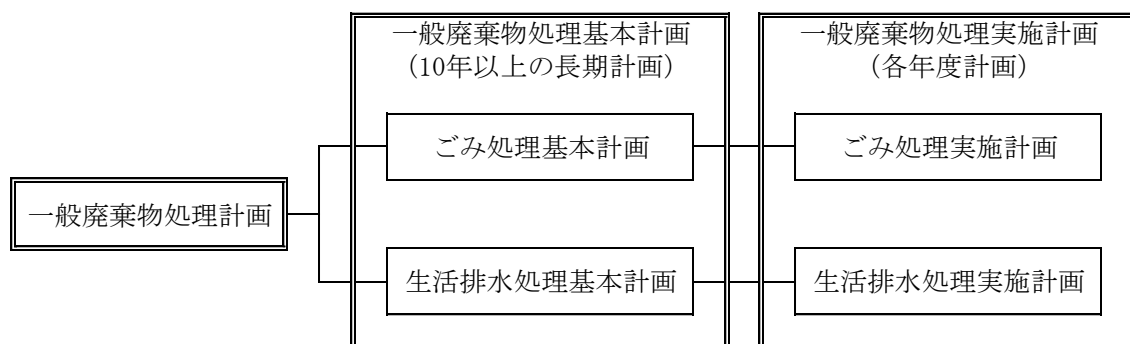 一般廃棄物処理基本計画
（10年以上の長期計画）
一般廃棄物処理実施計画
（各年度計画）
ごみ処理基本計画
ごみ処理実施計画
一般廃棄物処理計画
生活排水処理基本計画
生活排水処理実施計画